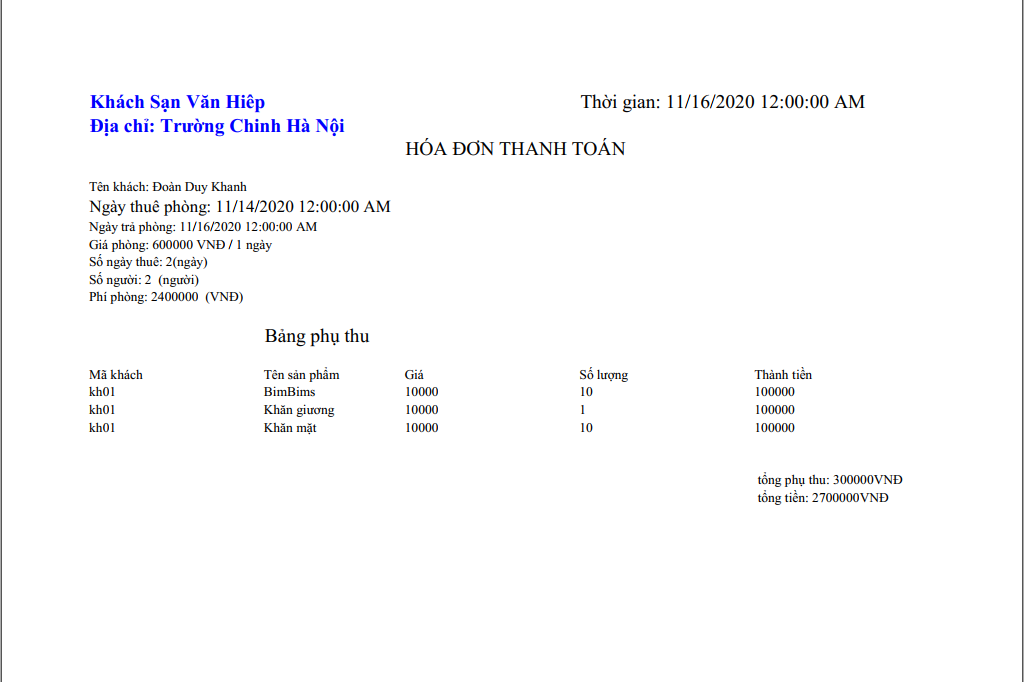 Khách Sạn Văn Hiêp
Thời gian: 11/16/2020 12:00:00 AM
Địa chỉ: Trường Chinh Hà Nội
HÓA ĐƠN THANH TOÁN
Tên khách: Đoàn Duy Khanh
Ngày thuê phòng: 11/14/2020 12:00:00 AM
Ngày trả phòng: 11/16/2020 12:00:00 AM
Giá phòng: 600000 VNĐ / 1 ngày
Số ngày thuê: 2(ngày)
Số người: 2 (người)
Phí phòng: 2400000 (VNĐ)
Bảng phụ thu
Mã khách Tên sản phẩm Giá Số lượng Thành tiền
kh01 BimBims 10000 10 100000
kh01 Khăn giương 10000 1 100000
kh01 Khăn mặt 10000 10 100000
tổng phụ thu: 300000VNĐ
tổng tiền: 2700000VNĐ